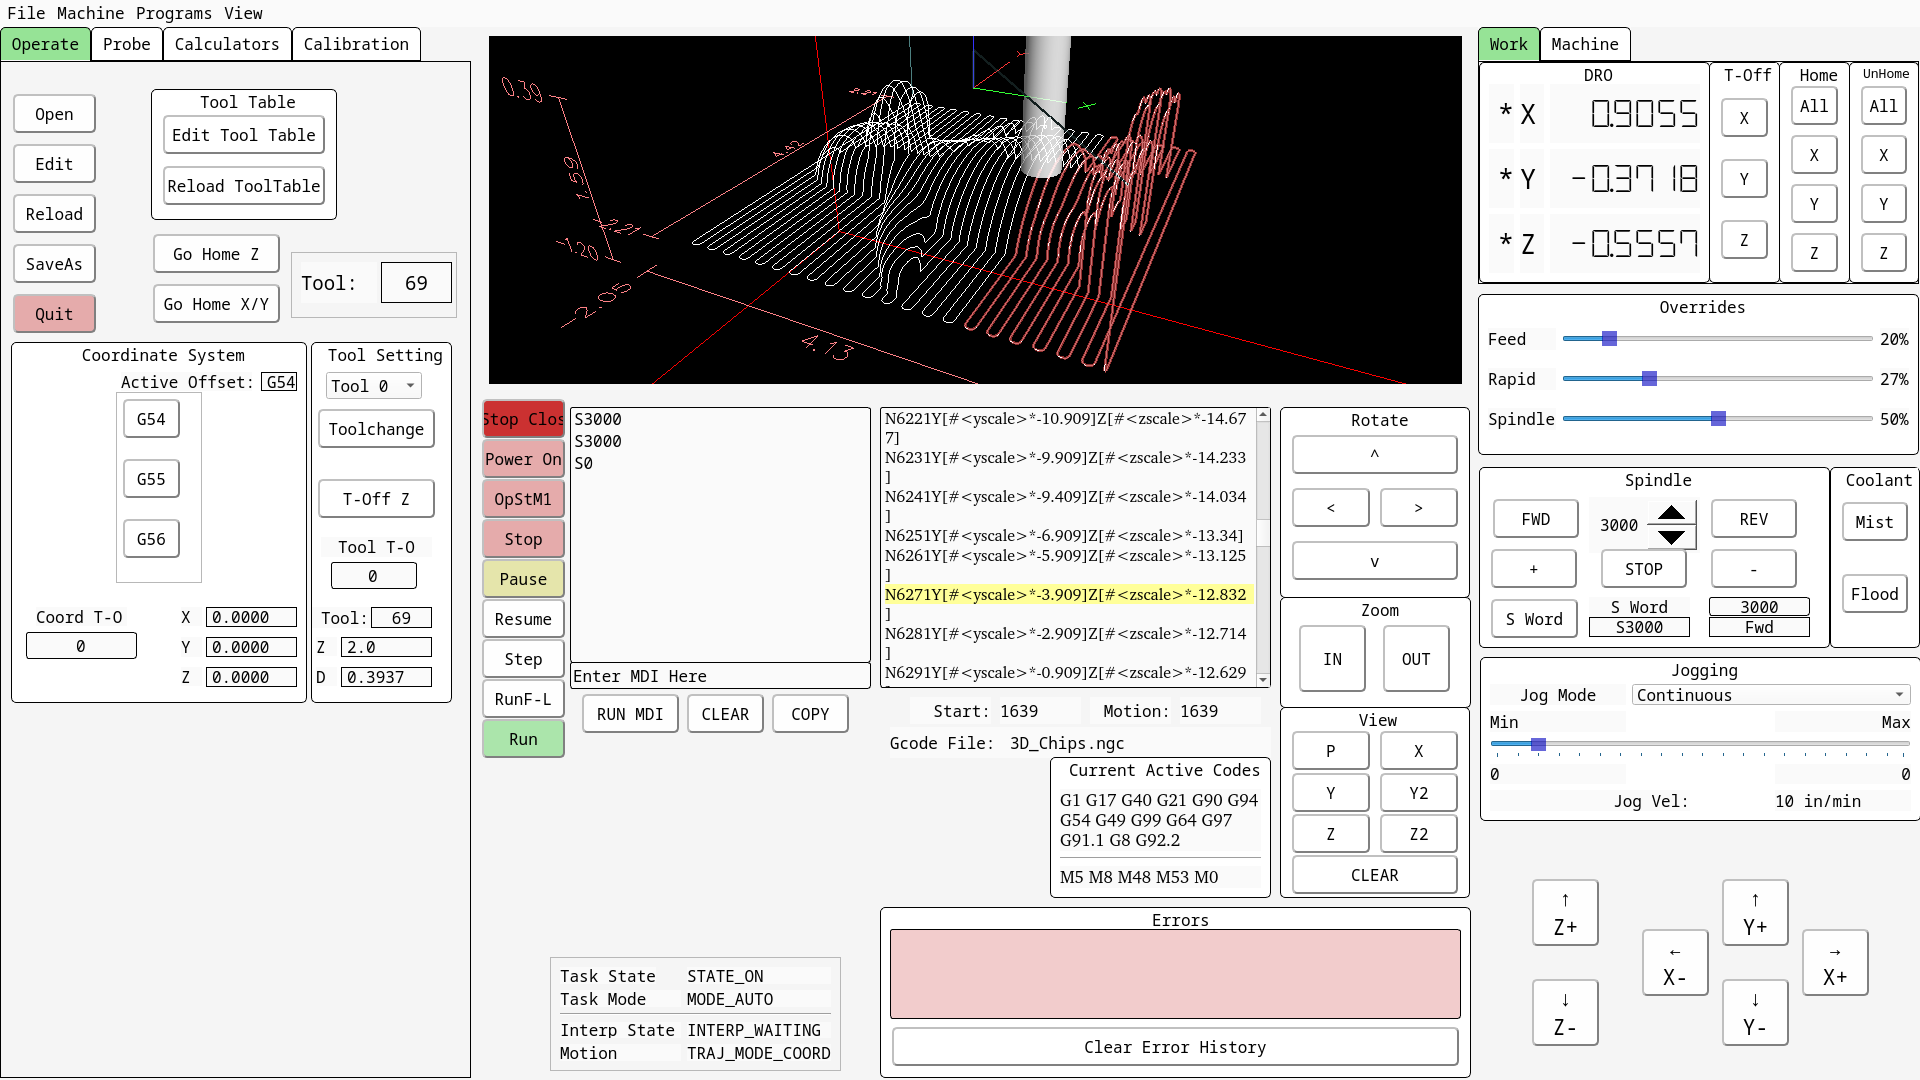 File Machine Programs View
Operate Probe Calculators Calibration
Open
Edit
Reload
SaveAs
Quit
Tool Table
Edit Tool Table
Reload ToolTable
Go Home Z
Go Home X/Y
Tool: 69
Coordinate System
Active Offset: G54
G54
G55
G56
Coord T-O
0
X 0.0000
Y 0.0000
Z 0.0000
Tool Setting
Tool 0
Toolchange
T-Off Z
Tool T-O
0
Tool: 69
Z 2.0
D 0.3937
0.39
1.59
-1.20
-2.21
4.42
-2.05
4.13
X
Stop Clos
Power On
OpStM1
Stop
Pause
Resume
Step
RunF-L
Run
S3000
S3000
S0
Enter MDI Here
RUN MDI CLEAR COPY
N6221Y[#<yscale>*-10.909]Z[#<zscale>*-14.67
7]
N6231Y[#<yscale>*-9.909]Z[#<zscale>*-14.233
]
N6241Y[#<yscale>*-9.409]Z[#<zscale>*-14.034
]
N6251Y[#<yscale>*-6.909]Z[#<zscale>*-13.34]
N6261Y[#<yscale>*-5.909]Z[#<zscale>*-13.125
]
N6271Y[#<yscale>*-3.909]Z[#<zscale>*-12.832
]
N6281Y[#<yscale>*-2.909]Z[#<zscale>*-12.714
]
N6291Y[#<yscale>*-0.909]Z[#<zscale>*-12.629
Start: 1639 Motion: 1639
Gcode File: 3D_Chips.ngc
Current Active Codes
G1 G17 G40 G21 G90 G94
G54 G49 G99 G64 G97
G91.1 G8 G92.2
M5 M8 M48 M53 M0
Rotate
^
< >
v
Zoom
IN OUT
View
P X
Y Y2
Z Z2
CLEAR
Task State STATE_ON
Task Mode MODE_AUTO
Interp State INTERP_WAITING
Motion TRAJ_MODE_COORD
Errors
Clear Error History
Work Machine
DRO
* X 0.9055
* Y -0.3718
* Z -0.5557
T-Off
X
Y
Z
Home
All
X
Y
Z
UnHome
All
X
Y
Z
Overrides
Feed 20%
Rapid 27%
Spindle 50%
Spindle
FWD 3000 REV
+ STOP -
S Word S Word 3000
S3000 Fwd
Coolant
Mist
Flood
Jogging
Jog Mode Continuous
Min Max
0 0
Jog Vel: 10 in/min
↑
Z+
↓
Z-
↑
Y+
←
X-
→
X+
↓
Y-